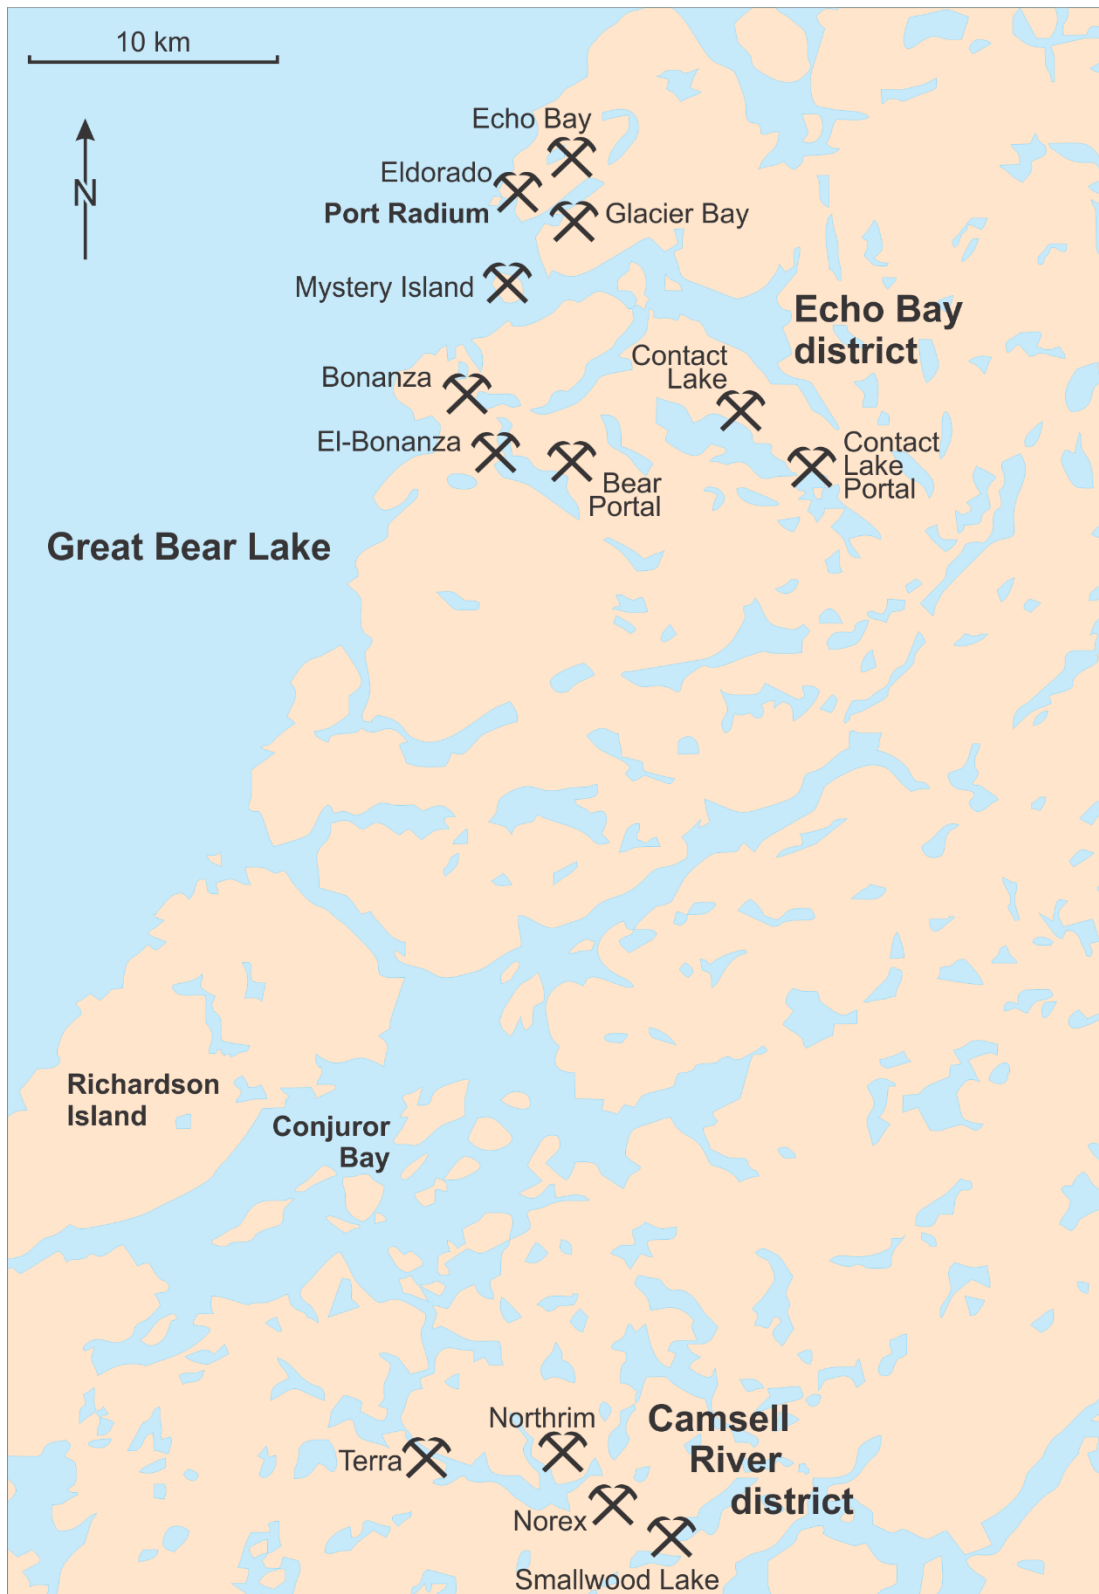 10 km
N
Echo Bay
Eldorado
Port Radium
Glacier Bay
Mystery Island
Echo Bay
district
Contact
Lake
Bonanza
El-Bonanza
Contact
Lake
Portal
Bear
Portal
Great Bear Lake
Richardson
Island
Conjuror
Bay
Northrim
Camsell
River
district
Terra
Norex
Smallwood Lake